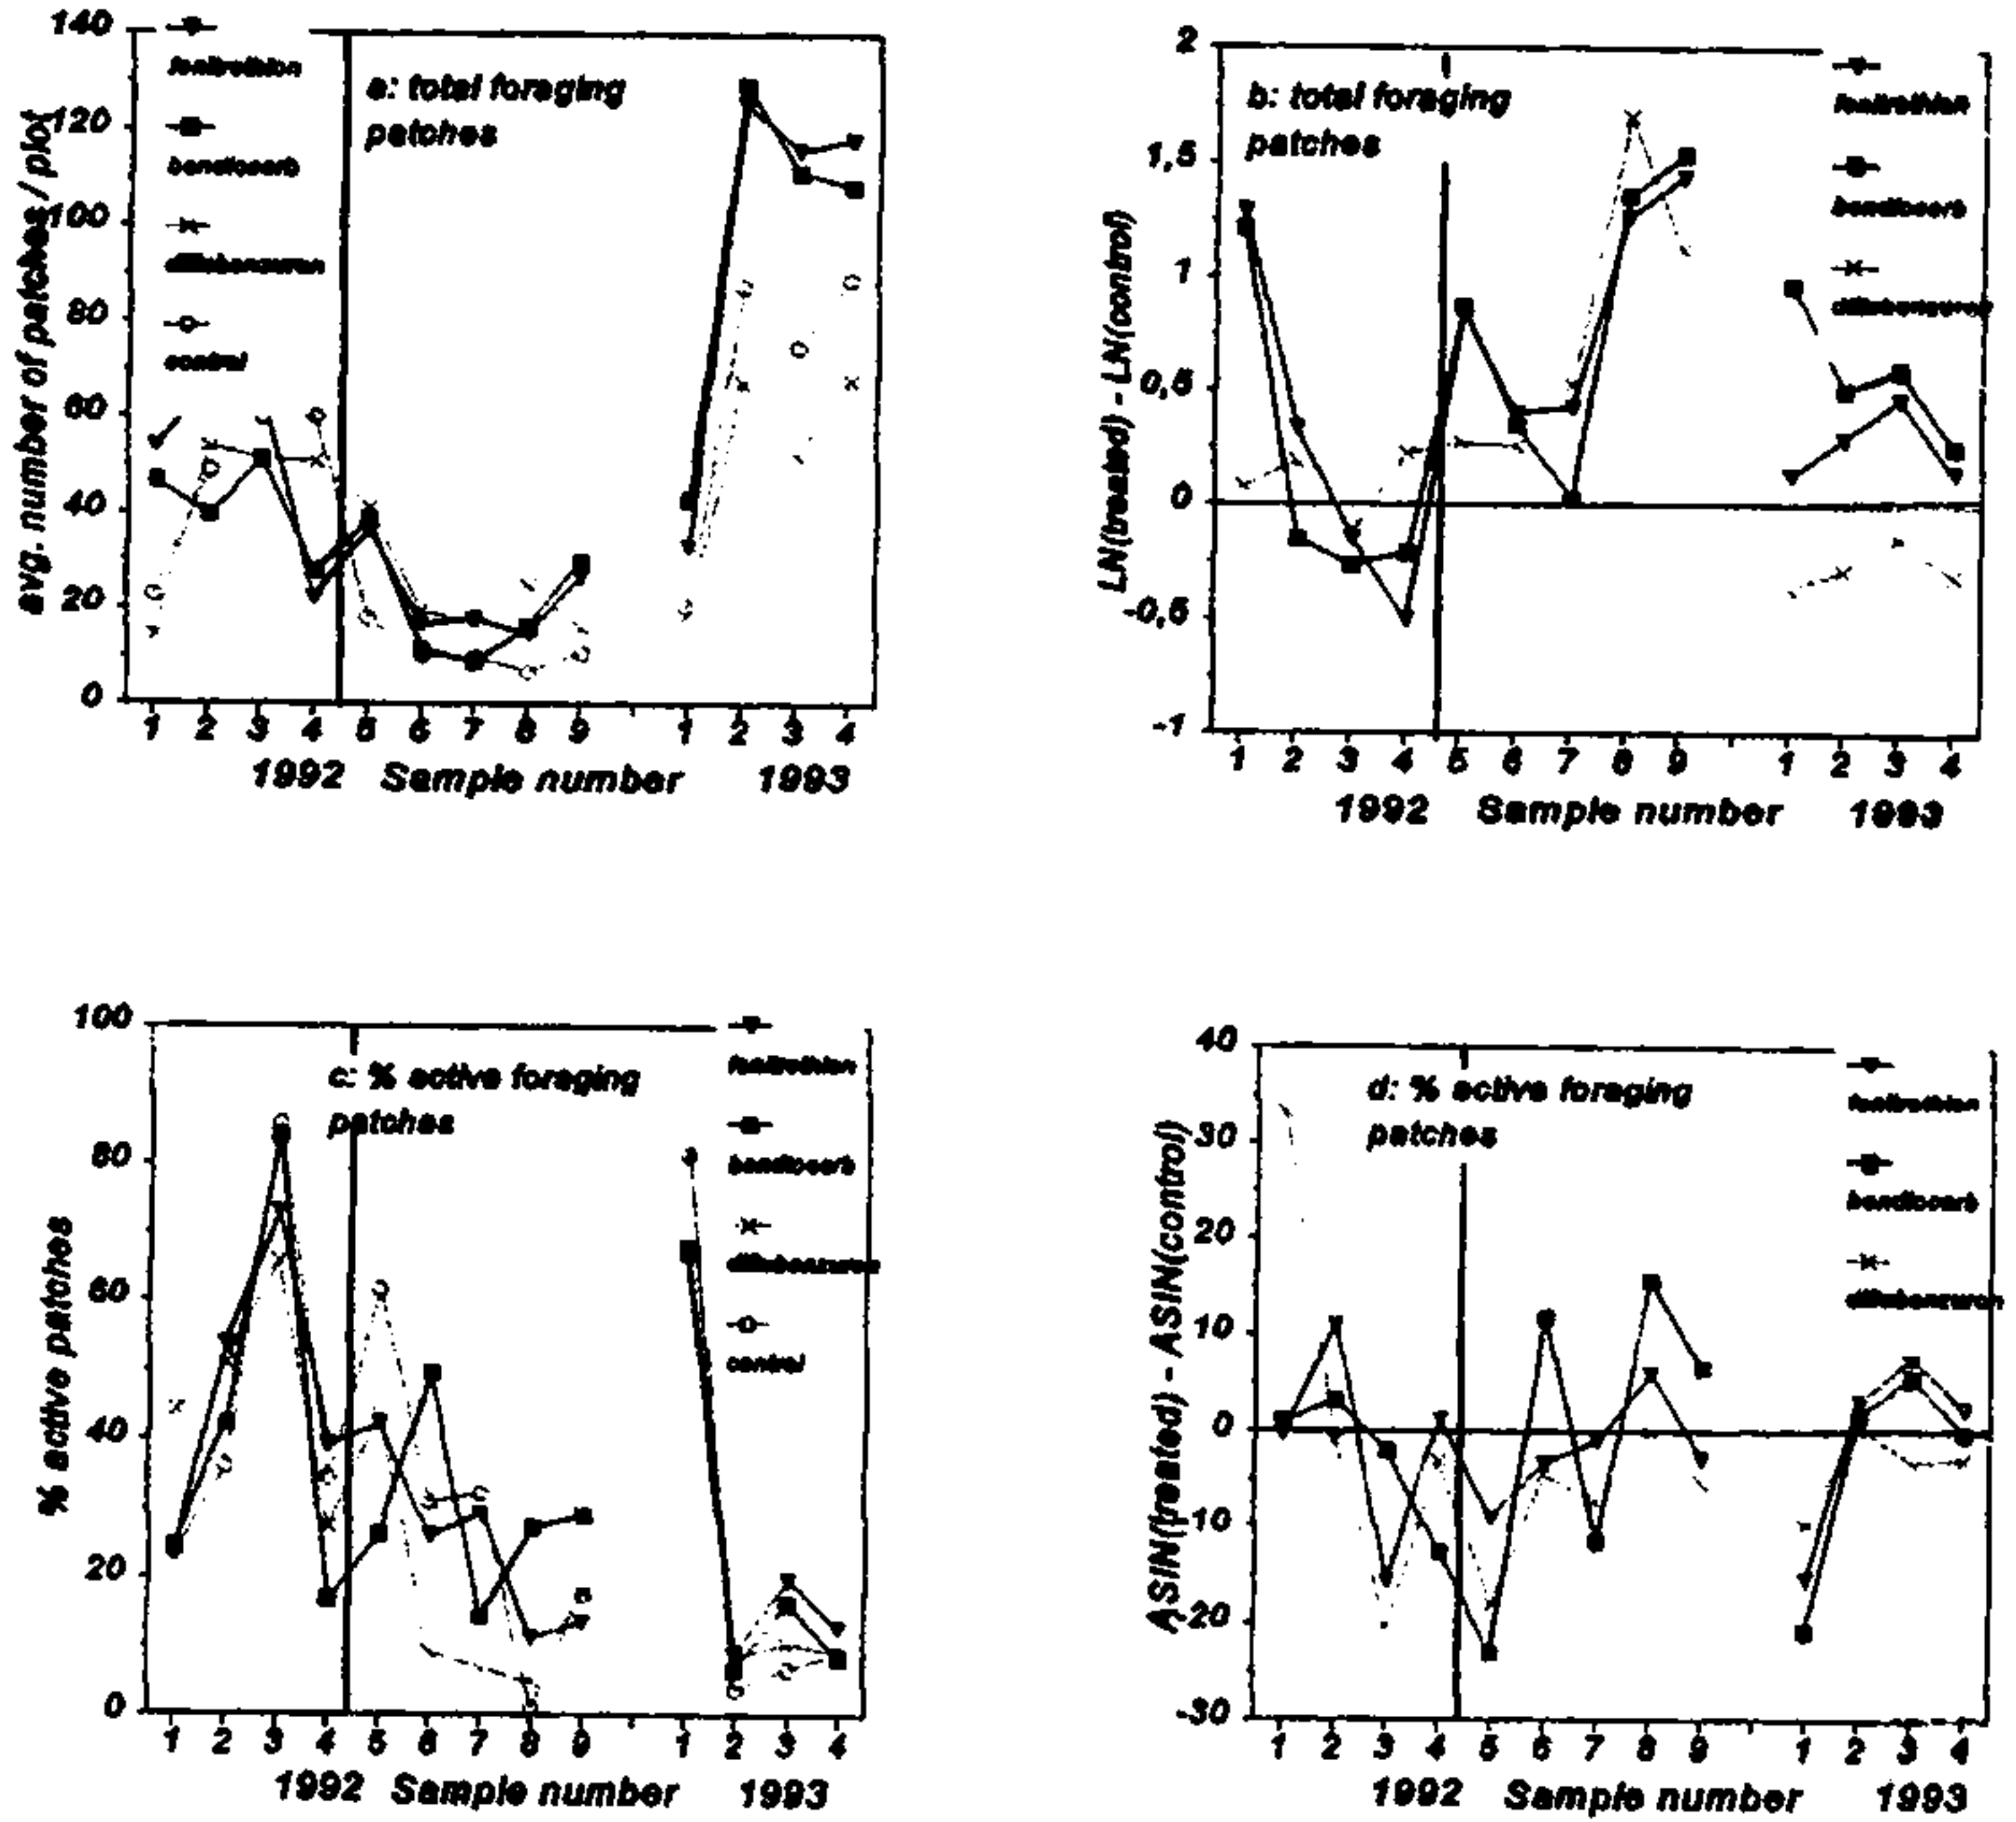 140
120
100
80
60
40
20
0
avg. number of patches / plot
fenitrothion
bendiocarb
diflubenzuron
control
a: total foraging
patches
1 2 3 4 5 6 7 8 9 1 2 3 4
1992 Sample number 1993
2
1,5
1
0,5
0
-0,5
-1
LN(treated) - LN(control)
b: total foraging
patches
fenitrothion
bendiocarb
diflubenzuron
1 2 3 4 5 6 7 8 9 1 2 3 4
1992 Sample number 1993
100
80
60
40
20
0
% active patches
c: % active foraging
patches
fenitrothion
bendiocarb
diflubenzuron
control
1 2 3 4 5 6 7 8 9 1 2 3 4
1992 Sample number 1993
40
30
20
10
0
-10
-20
-30
ASIN(treated) - ASIN(control)
d: % active foraging
patches
fenitrothion
bendiocarb
diflubenzuron
1 2 3 4 5 6 7 8 9 1 2 3 4
1992 Sample number 1993